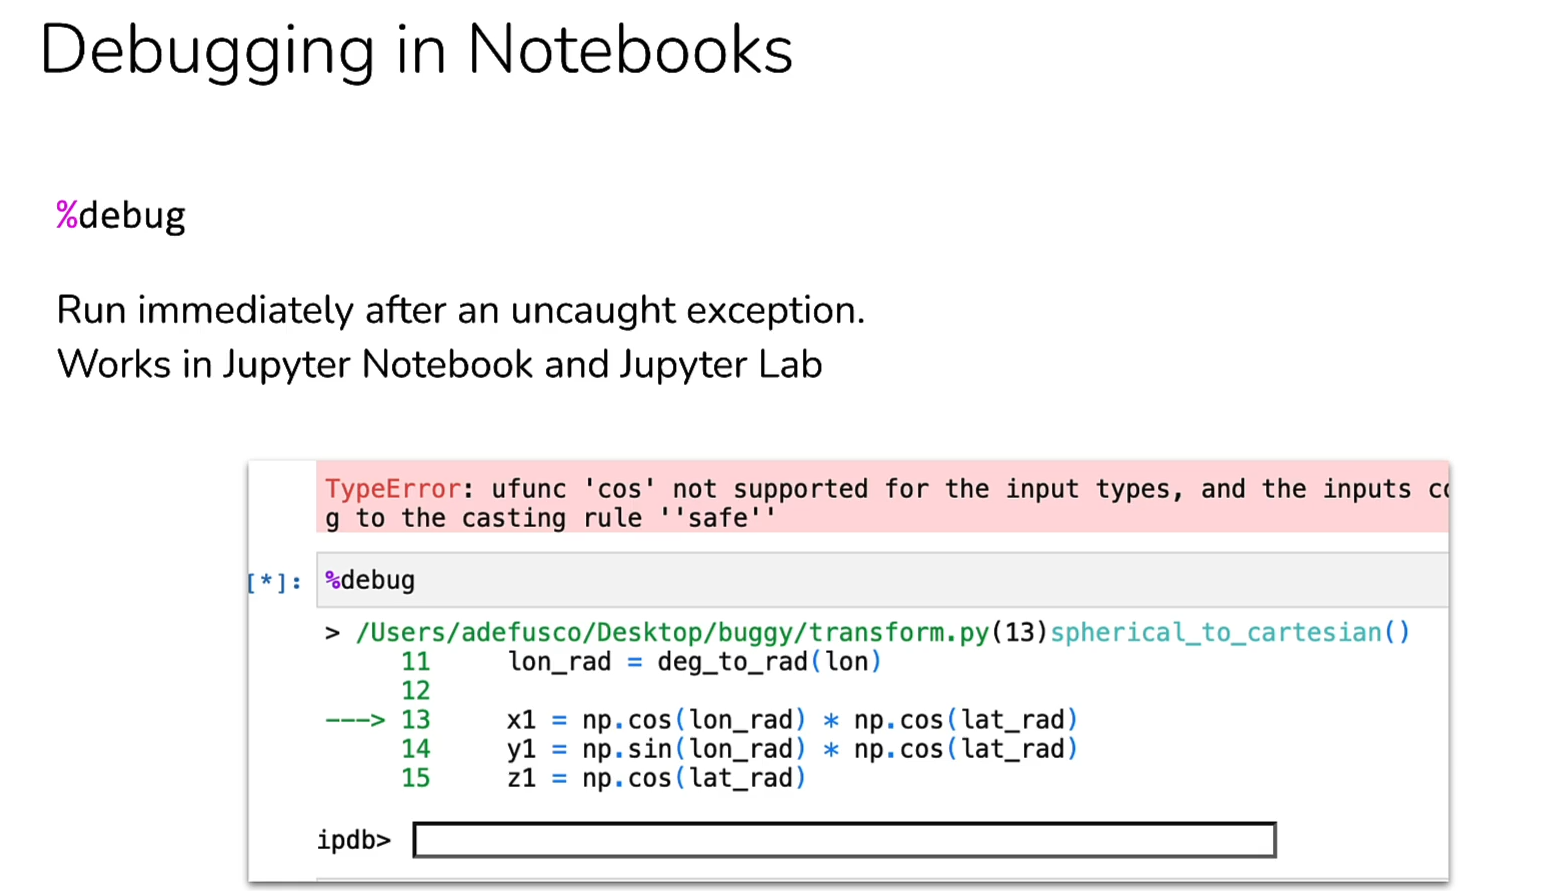 Debugging in Notebooks
%debug
Run immediately after an uncaught exception.
Works in Jupyter Notebook and Jupyter Lab
TypeError: ufunc 'cos' not supported for the input types, and the inputs
g to the casting rule ''safe''
[*]: %debug
> /Users/adefusco/Desktop/buggy/transform.py(13)spherical_to_cartesian()
11 lon_rad = deg_to_rad(lon)
12
---> 13 x1 = np.cos(lon_rad) * np.cos(lat_rad)
14 y1 = np.sin(lon_rad) * np.cos(lat_rad)
15 z1 = np.cos(lat_rad)
ipdb>